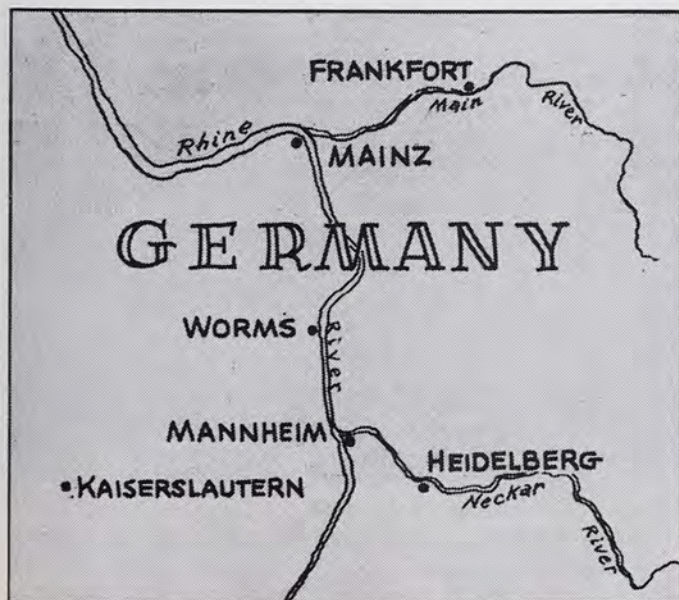 FRANKFORT
Main
River
Rhine
MAINZ
GERMANY
WORMS
River
MANNHEIM
HEIDELBERG
KAISERSLAUTERN
Neckar
River